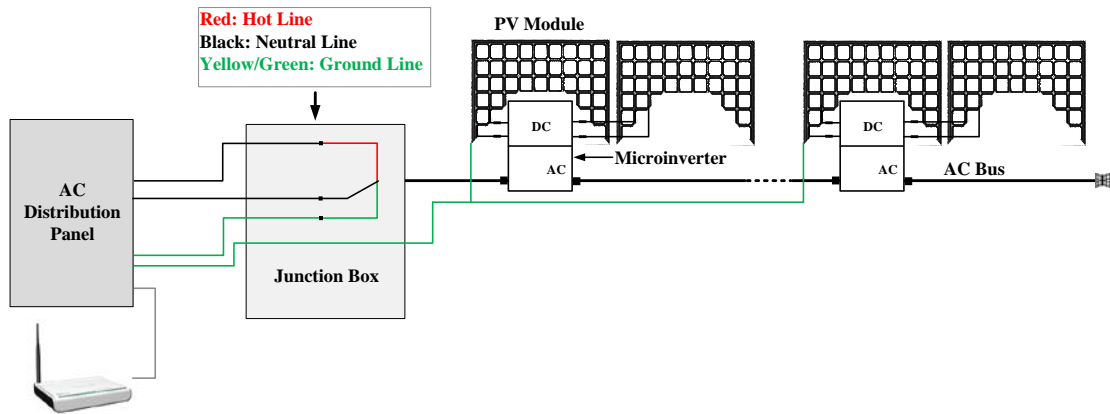 Red: Hot Line
Black: Neutral Line
Yellow/Green: Ground Line
PV Module
DC
AC
Microinverter
DC
AC
AC Bus
AC
Distribution
Panel
Junction Box